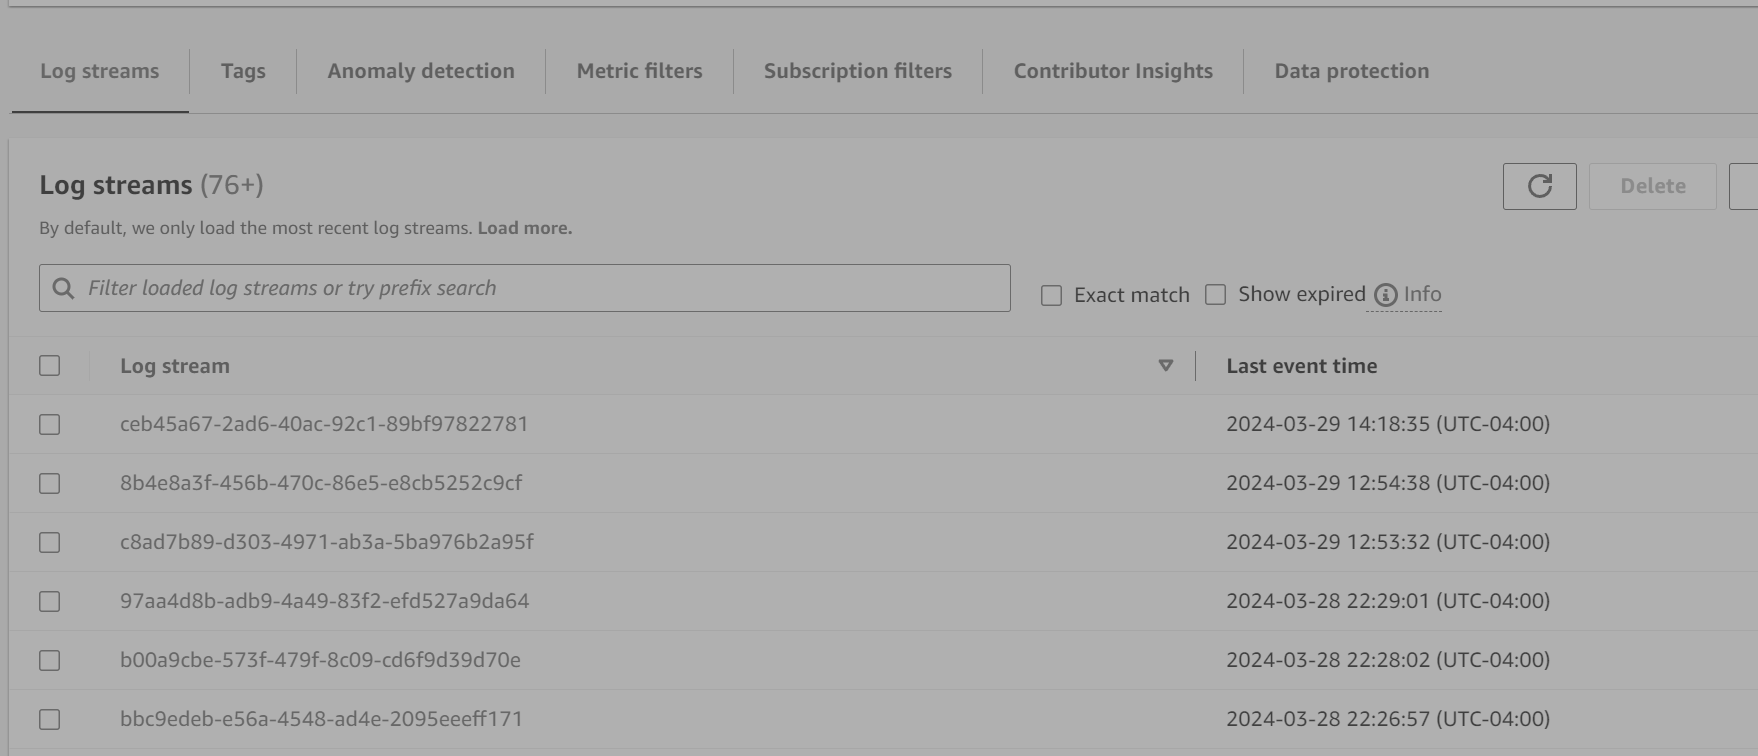 Log streams Tags Anomaly detection Metric filters Subscription filters Contributor Insights Data protection
Log streams (76+)
Delete
By default, we only load the most recent log streams. Load more.
Filter loaded log streams or try prefix search
Exact match Show expired Info
Log stream Last event time
ceb45a67-2ad6-40ac-92c1-89bf97822781 2024-03-29 14:18:35 (UTC-04:00)
8b4e8a3f-456b-470c-86e5-e8cb5252c9cf 2024-03-29 12:54:38 (UTC-04:00)
c8ad7b89-d303-4971-ab3a-5ba976b2a95f 2024-03-29 12:53:32 (UTC-04:00)
97aa4d8b-adb9-4a49-83f2-efd527a9da64 2024-03-28 22:29:01 (UTC-04:00)
b00a9cbe-573f-479f-8c09-cd6f9d39d70e 2024-03-28 22:28:02 (UTC-04:00)
bbc9edeb-e56a-4548-ad4e-2095eeeff171 2024-03-28 22:26:57 (UTC-04:00)